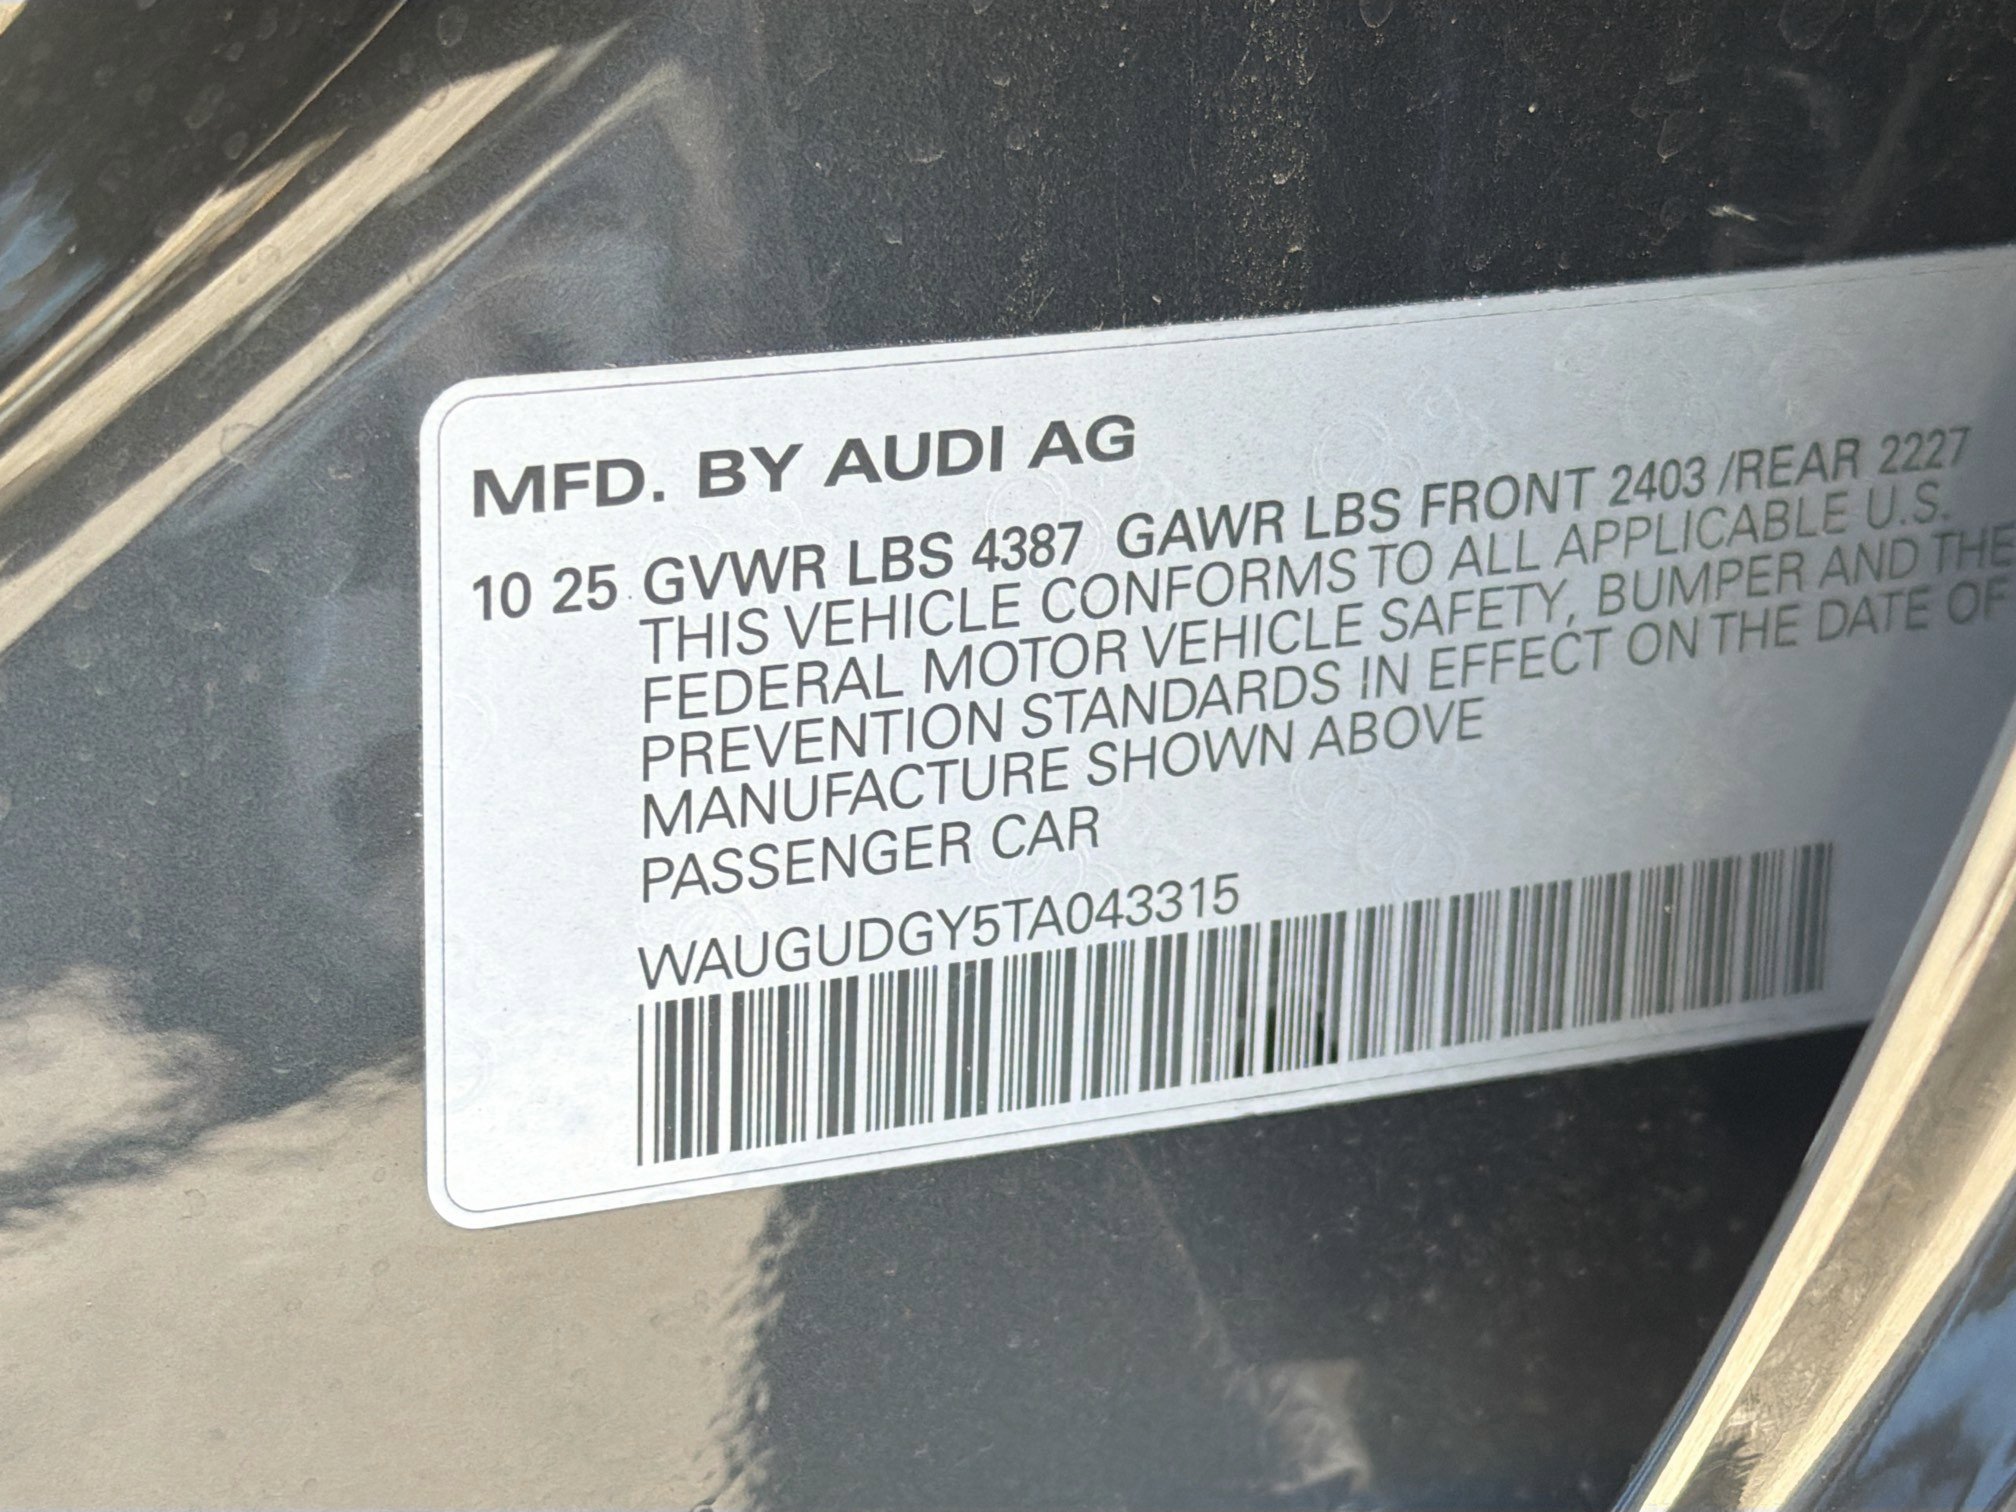 MFD. BY AUDI AG
10 25 GVWR LBS 4387 GAWR LBS FRONT 2403 /REAR 2227
THIS VEHICLE CONFORMS TO ALL APPLICABLE U.S.
FEDERAL MOTOR VEHICLE SAFETY, BUMPER AND THE
PREVENTION STANDARDS IN EFFECT ON THE DATE OF
MANUFACTURE SHOWN ABOVE
PASSENGER CAR
WAUGUDGY5TA043315